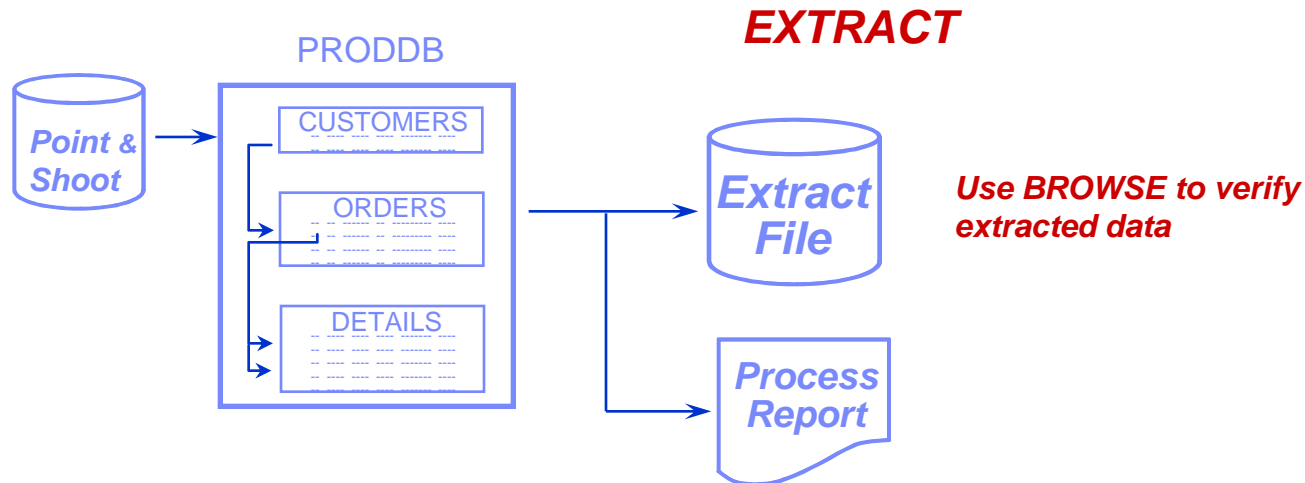 EXTRACT
PRODDB
Point &
Shoot
CUSTOMERS
ORDERS
DETAILS
Extract
File
Use BROWSE to verify
extracted data
Process
Report